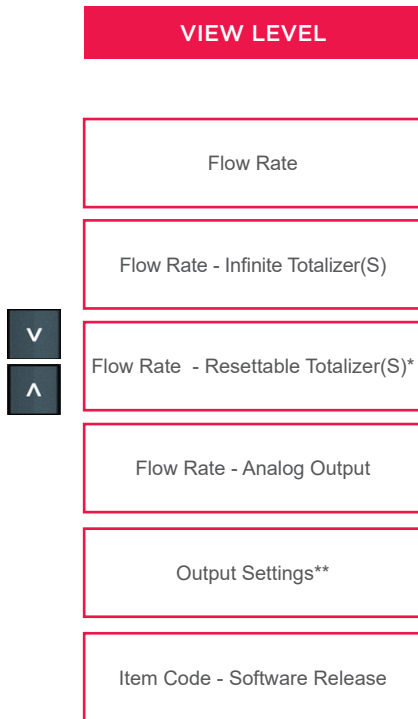 VIEW LEVEL
Flow Rate
Flow Rate - Infinite Totalizer(S)
Flow Rate - Resettable Totalizer(S)*
Flow Rate - Analog Output
Output Settings**
Item Code - Software Release